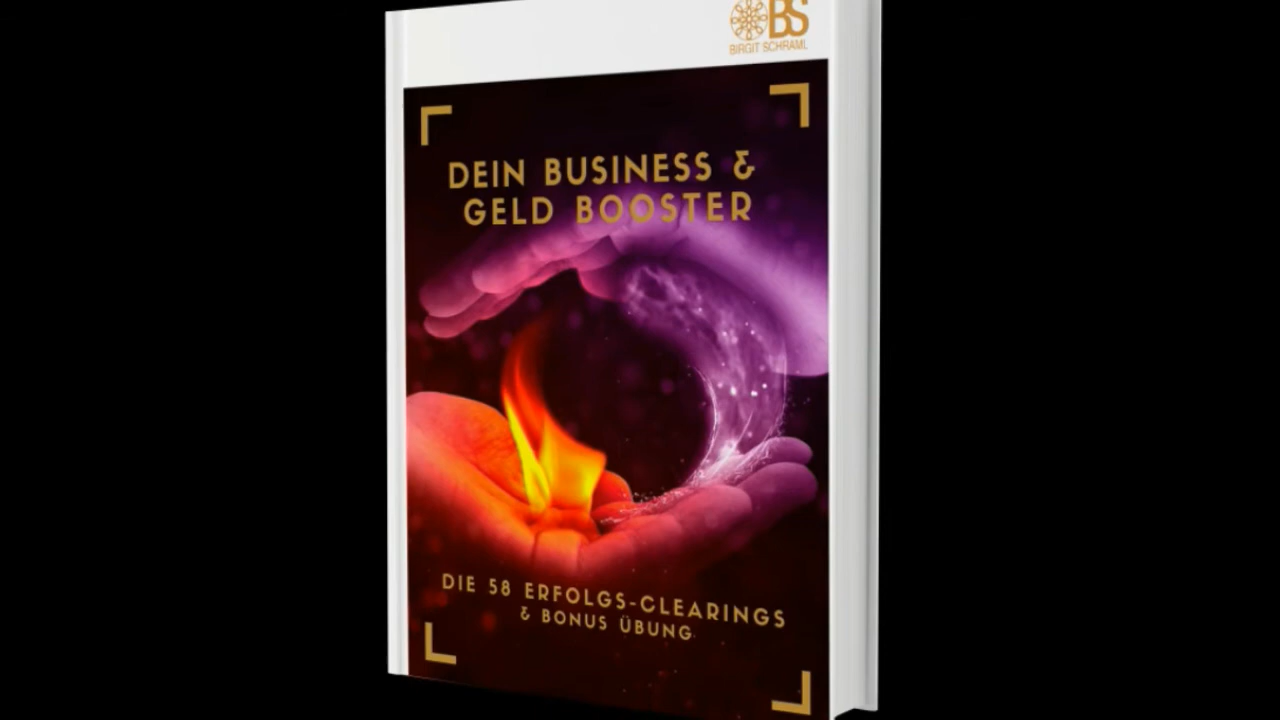 BS
BIRGIT SCHRAML
DEIN BUSINESS &
GELD BOOSTER
DIE 58 ERFOLGS-CLEARINGS
& BONUS ÜBUNG